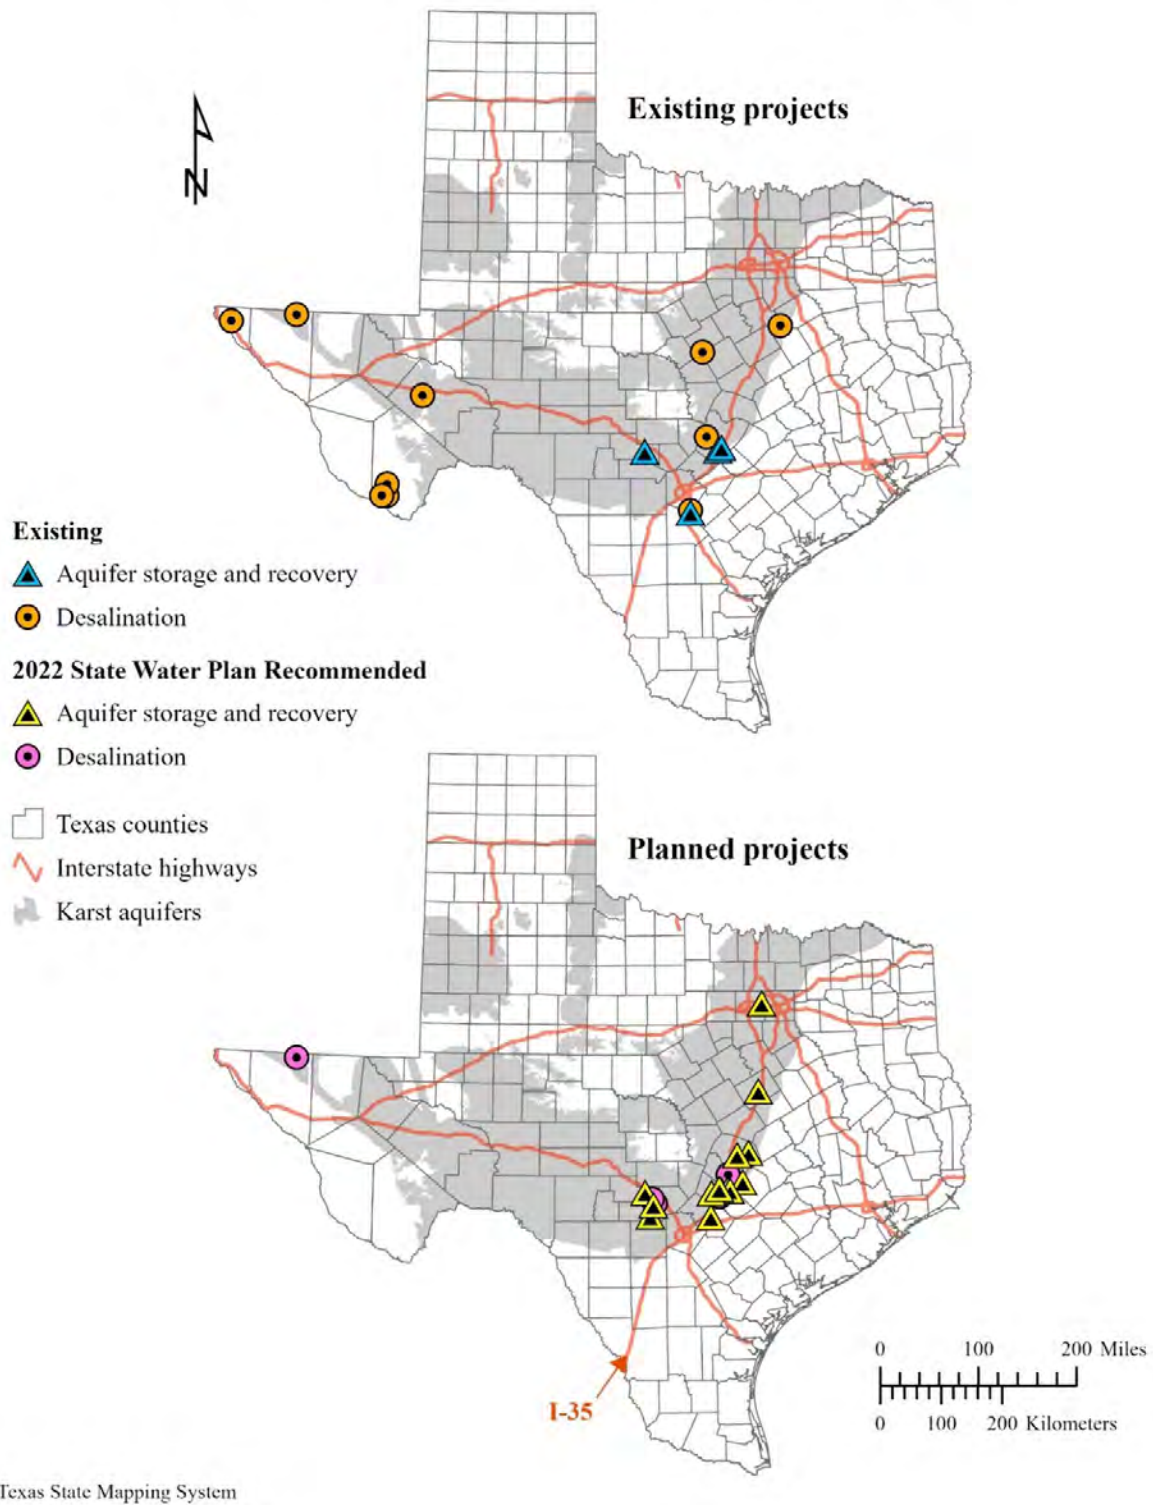 Existing projects
N
Existing
Aquifer storage and recovery
Desalination
2022 State Water Plan Recommended
Aquifer storage and recovery
Desalination
Texas counties
Interstate highways
Karst aquifers
Planned projects
I-35
0 100 200 Miles
0 100 200 Kilometers
Texas State Mapping System